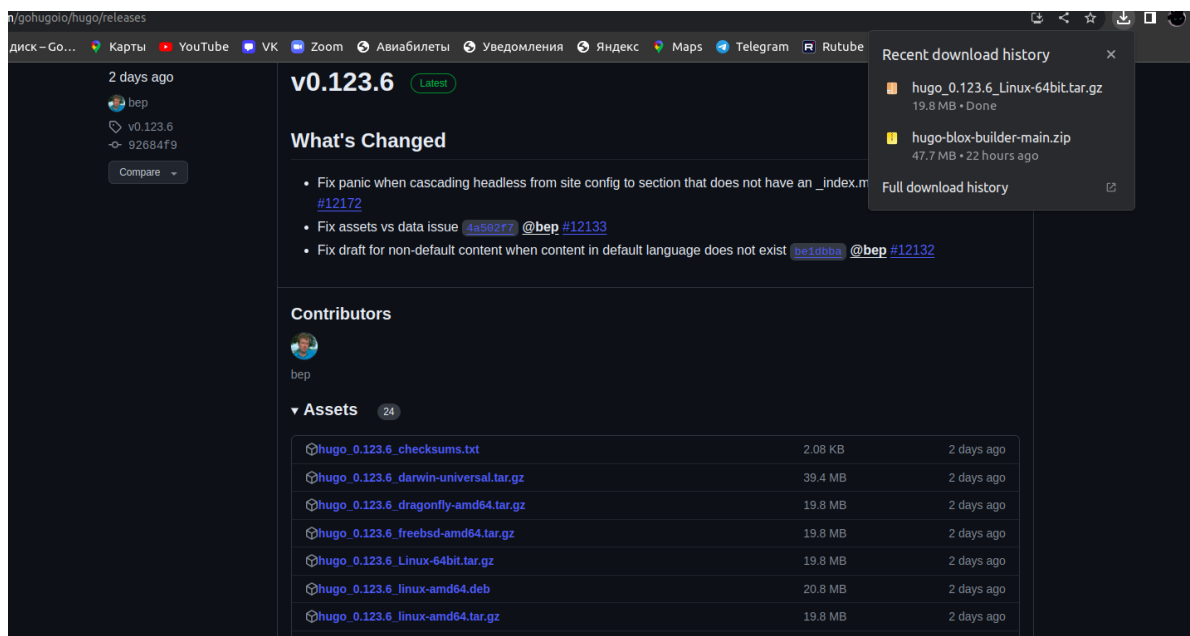 n/gohugoio/hugo/releases
диск – Go... Карты YouTube VK Zoom Авиабилеты Уведомления Яндекс Maps Telegram Rutube
Recent download history
hugo_0.123.6_Linux-64bit.tar.gz
19.8 MB • Done
hugo-blox-builder-main.zip
47.7 MB • 22 hours ago
Full download history
2 days ago
bep
v0.123.6
92684f9
Compare
v0.123.6 Latest
What's Changed
Fix panic when cascading headless from site config to section that does not have an _index.m
#12172
Fix assets vs data issue 4a502f7 @bep #12133
Fix draft for non-default content when content in default language does not exist be1dbba @bep #12132
Contributors
bep
Assets 24
hugo_0.123.6_checksums.txt 2.08 KB 2 days ago
hugo_0.123.6_darwin-universal.tar.gz 39.4 MB 2 days ago
hugo_0.123.6_dragonfly-amd64.tar.gz 19.8 MB 2 days ago
hugo_0.123.6_freebsd-amd64.tar.gz 19.8 MB 2 days ago
hugo_0.123.6_Linux-64bit.tar.gz 19.8 MB 2 days ago
hugo_0.123.6_linux-amd64.deb 20.8 MB 2 days ago
hugo_0.123.6_linux-amd64.tar.gz 19.8 MB 2 days ago